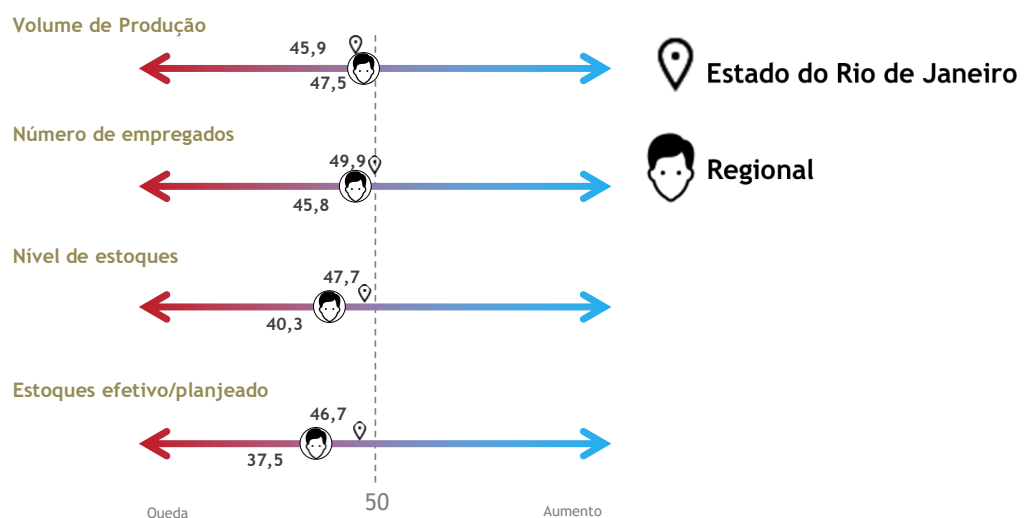 Volume de Produção
45,9
47,5
Número de empregados
49,9
45,8
Nível de estoques
47,7
40,3
Estoques efetivo/planjeado
46,7
37,5
50
Queda
Aumento
Estado do Rio de Janeiro
Regional